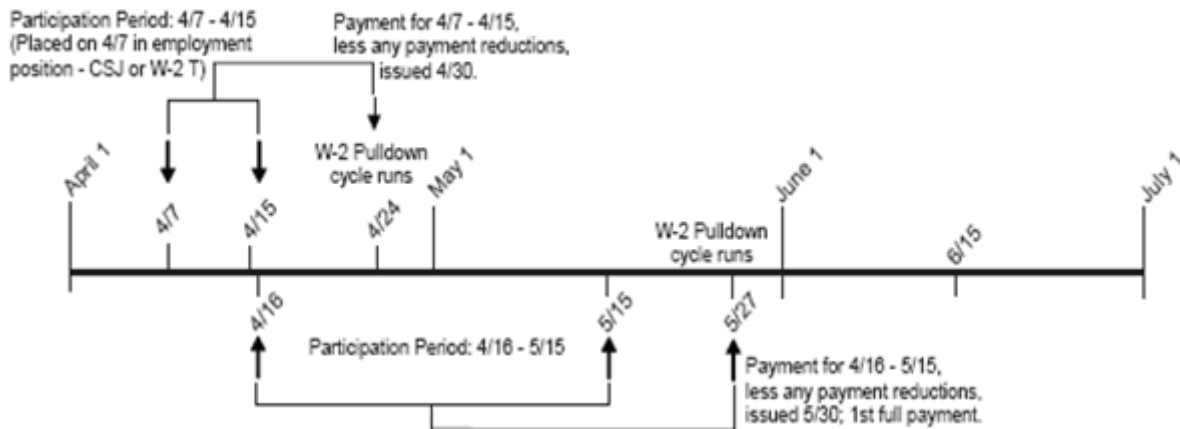 Participation Period: 4/7 - 4/15
(Placed on 4/7 in employment
position - CSJ or W-2 T)
Payment for 4/7 - 4/15,
less any payment reductions,
issued 4/30.
W-2 Pulldown
cycle runs
April 1
4/7
4/15
4/24
May 1
W-2 Pulldown
cycle runs
June 1
6/15
July 1
4/16
5/15
5/27
Participation Period: 4/16 - 5/15
Payment for 4/16 - 5/15,
less any payment reductions,
issued 5/30; 1st full payment.